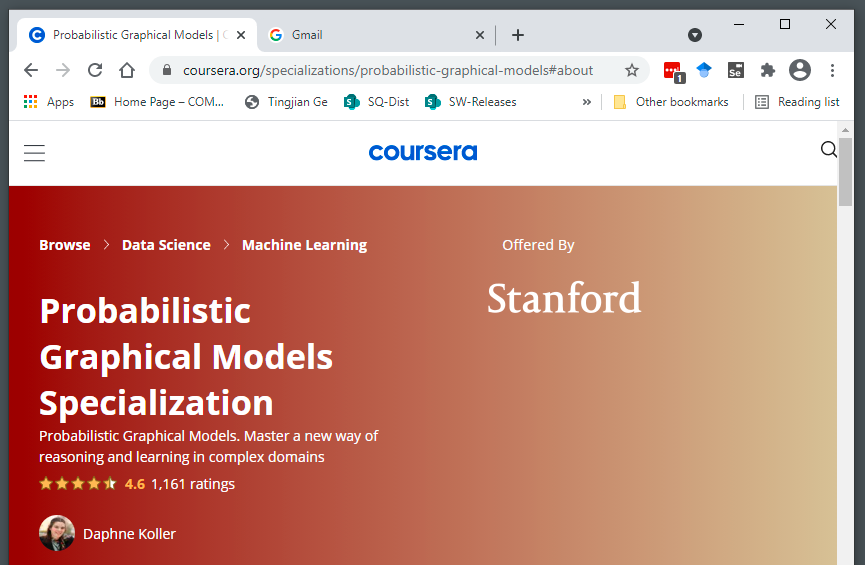 Probabilistic Graphical Models | C
Gmail
coursera.org/specializations/probabilistic-graphical-models#about
1
Se
Apps
Bb
Home Page – COM...
Tingjian Ge
S
SQ-Dist
S
SW-Releases
»
Other bookmarks
Reading list
coursera
Browse > Data Science > Machine Learning
Offered By
Stanford
Probabilistic
Graphical Models
Specialization
Probabilistic Graphical Models. Master a new way of
reasoning and learning in complex domains
4.6 1,161 ratings
Daphne Koller